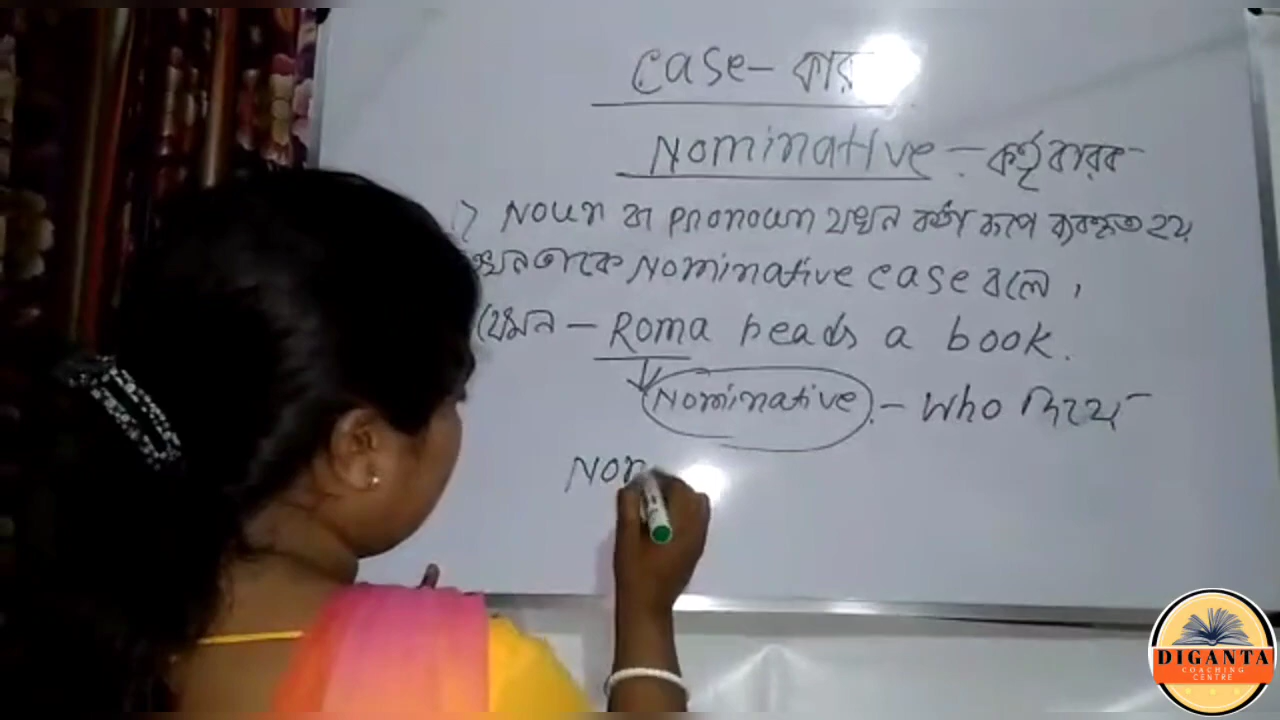 Case - কার
Nominative - কর্তৃকারক
১) Noun বা Pronoun যখন কর্তা রূপে ব্যবহৃত হয়
তখন তাকে Nominative case বলে ।
যেমন - Roma reads a book.
Nominative. - Who দিয়ে
Nom
DIGANTA
COACHING
CENTRE